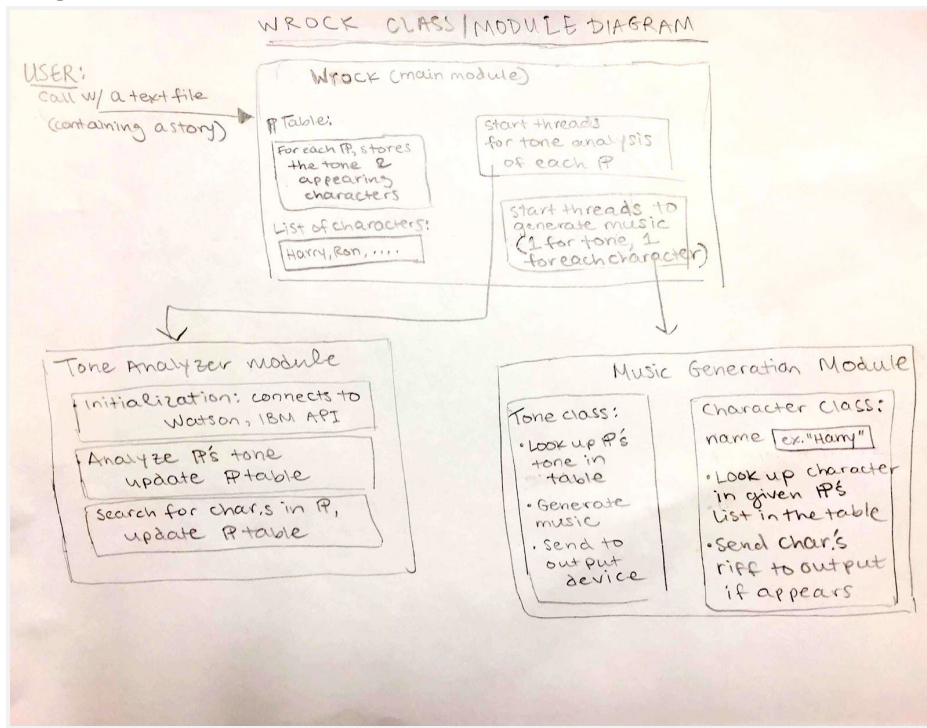 WROCK CLASS/MODULE DIAGRAM
USER:
call w/ a text file
(containing a story)
Wrock (main module)
¶ Table:
For each ¶, stores
the tone &
appearing
characters
List of characters:
Harry, Ron, ....
start threads
for tone analysis
of each ¶
start threads to
generate music
(1 for tone, 1
for each character)
Tone Analyzer module
• initialization: connects to
Watson, IBM API
• Analyze ¶'s tone
update ¶ table
• Search for char.s in ¶,
update ¶ table
Music Generation Module
Tone class:
• Look up ¶'s
tone in
table
• Generate
music
• Send to
output
device
Character Class:
name ex. "Harry"
• Look up character
in given ¶'s
list in the table
• Send char.'s
riff to output
if appears